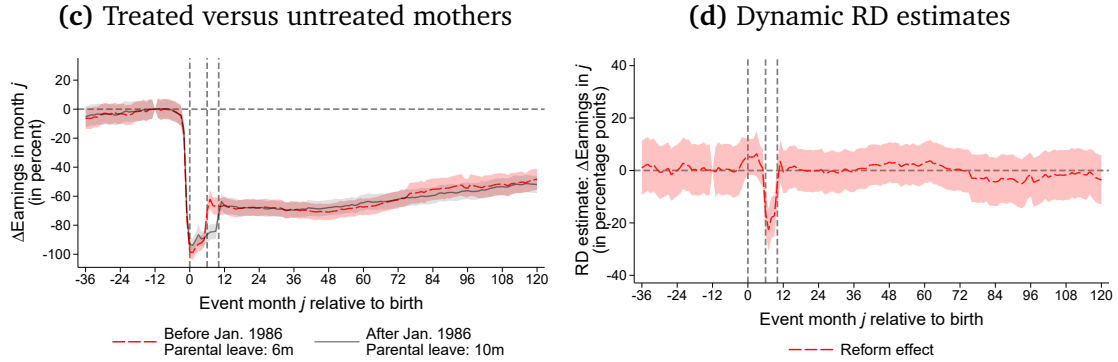 (c) Treated versus untreated mothers
ΔEarnings in month j
(in percent)
20
0
-20
-40
-60
-80
-100
-36 -24 -12 0 12 24 36 48 60 72 84 96 108 120
Event month j relative to birth
Before Jan. 1986
Parental leave: 6m
After Jan. 1986
Parental leave: 10m
(d) Dynamic RD estimates
RD estimate: ΔEarnings in j
(in percentage points)
40
20
0
-20
-40
-36 -24 -12 0 12 24 36 48 60 72 84 96 108 120
Event month j relative to birth
Reform effect